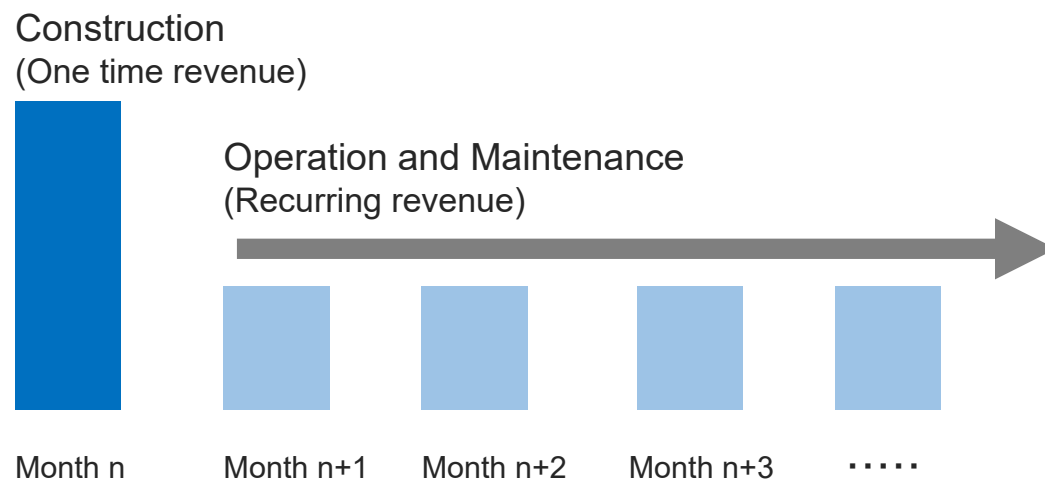 Construction
(One time revenue)
Operation and Maintenance
(Recurring revenue)
Month n
Month n+1
Month n+2
Month n+3
·····